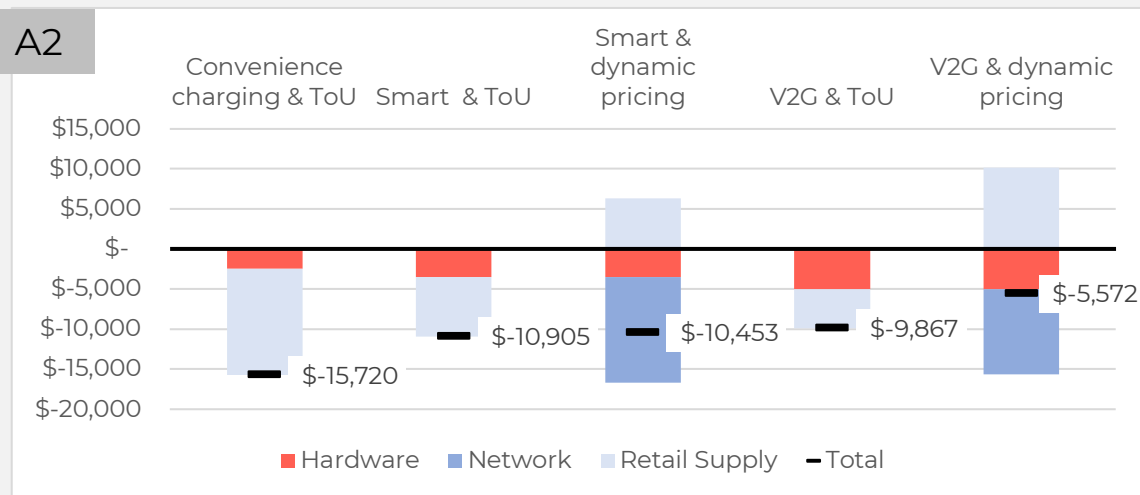 A2
Convenience
charging & ToU
Smart & ToU
Smart &
dynamic
pricing
V2G & ToU
V2G & dynamic
pricing
$15,000
$10,000
$5,000
$-
$-5,000
$-10,000
$-15,000
$-20,000
$-15,720
$-10,905
$-10,453
$-9,867
$-5,572
Hardware
Network
Retail Supply
Total